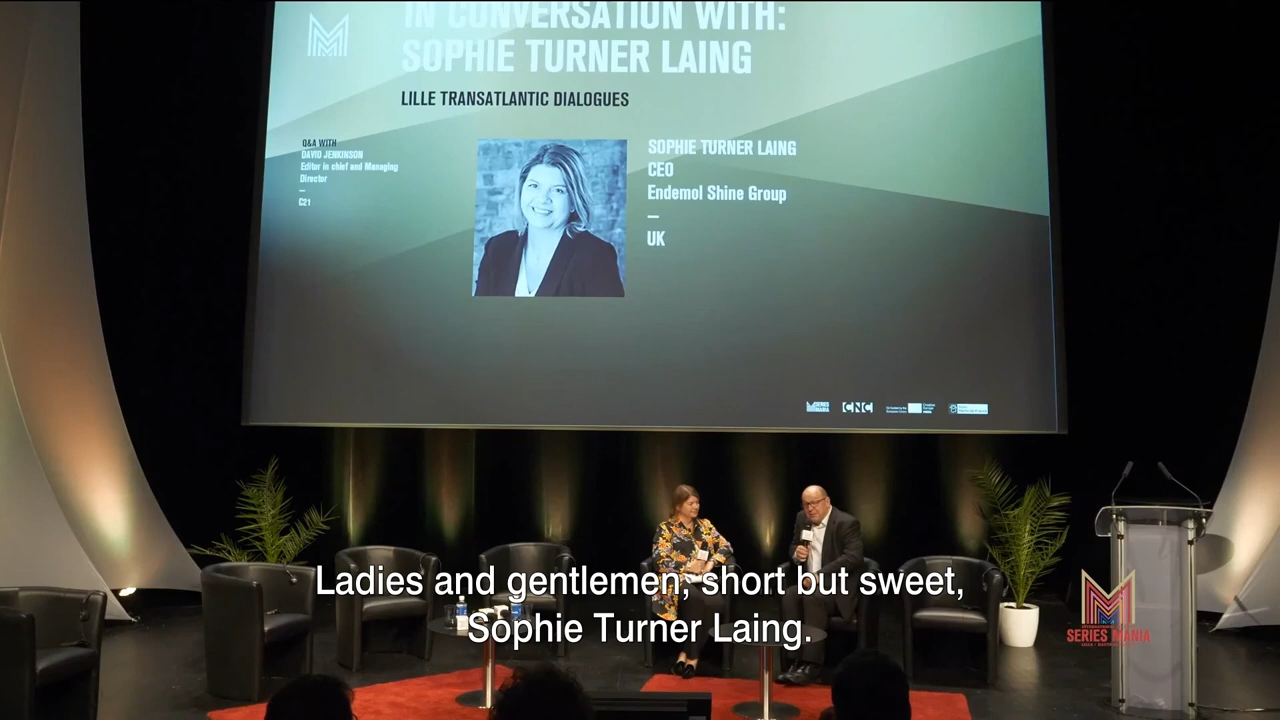 IN CONVERSATION WITH:
SOPHIE TURNER LAING
LILLE TRANSATLANTIC DIALOGUES
Q&A WITH
DAVID JENKINSON
Editor in chief and Managing
Director
—
C21
SOPHIE TURNER LAING
CEO
Endemol Shine Group
—
UK
SERIES
MANIA
CNC
Ladies and gentlemen, short but sweet,
Sophie Turner Laing.
SERIES MANIA